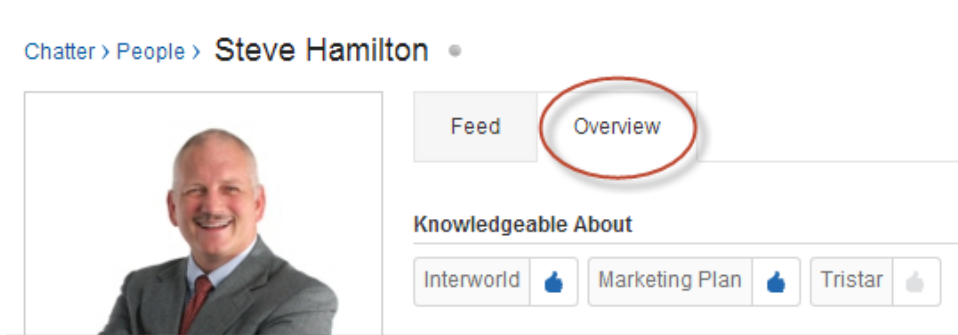 Chatter › People › Steve Hamilton
Feed
Overview
Knowledgeable About
Interworld
Marketing Plan
Tristar